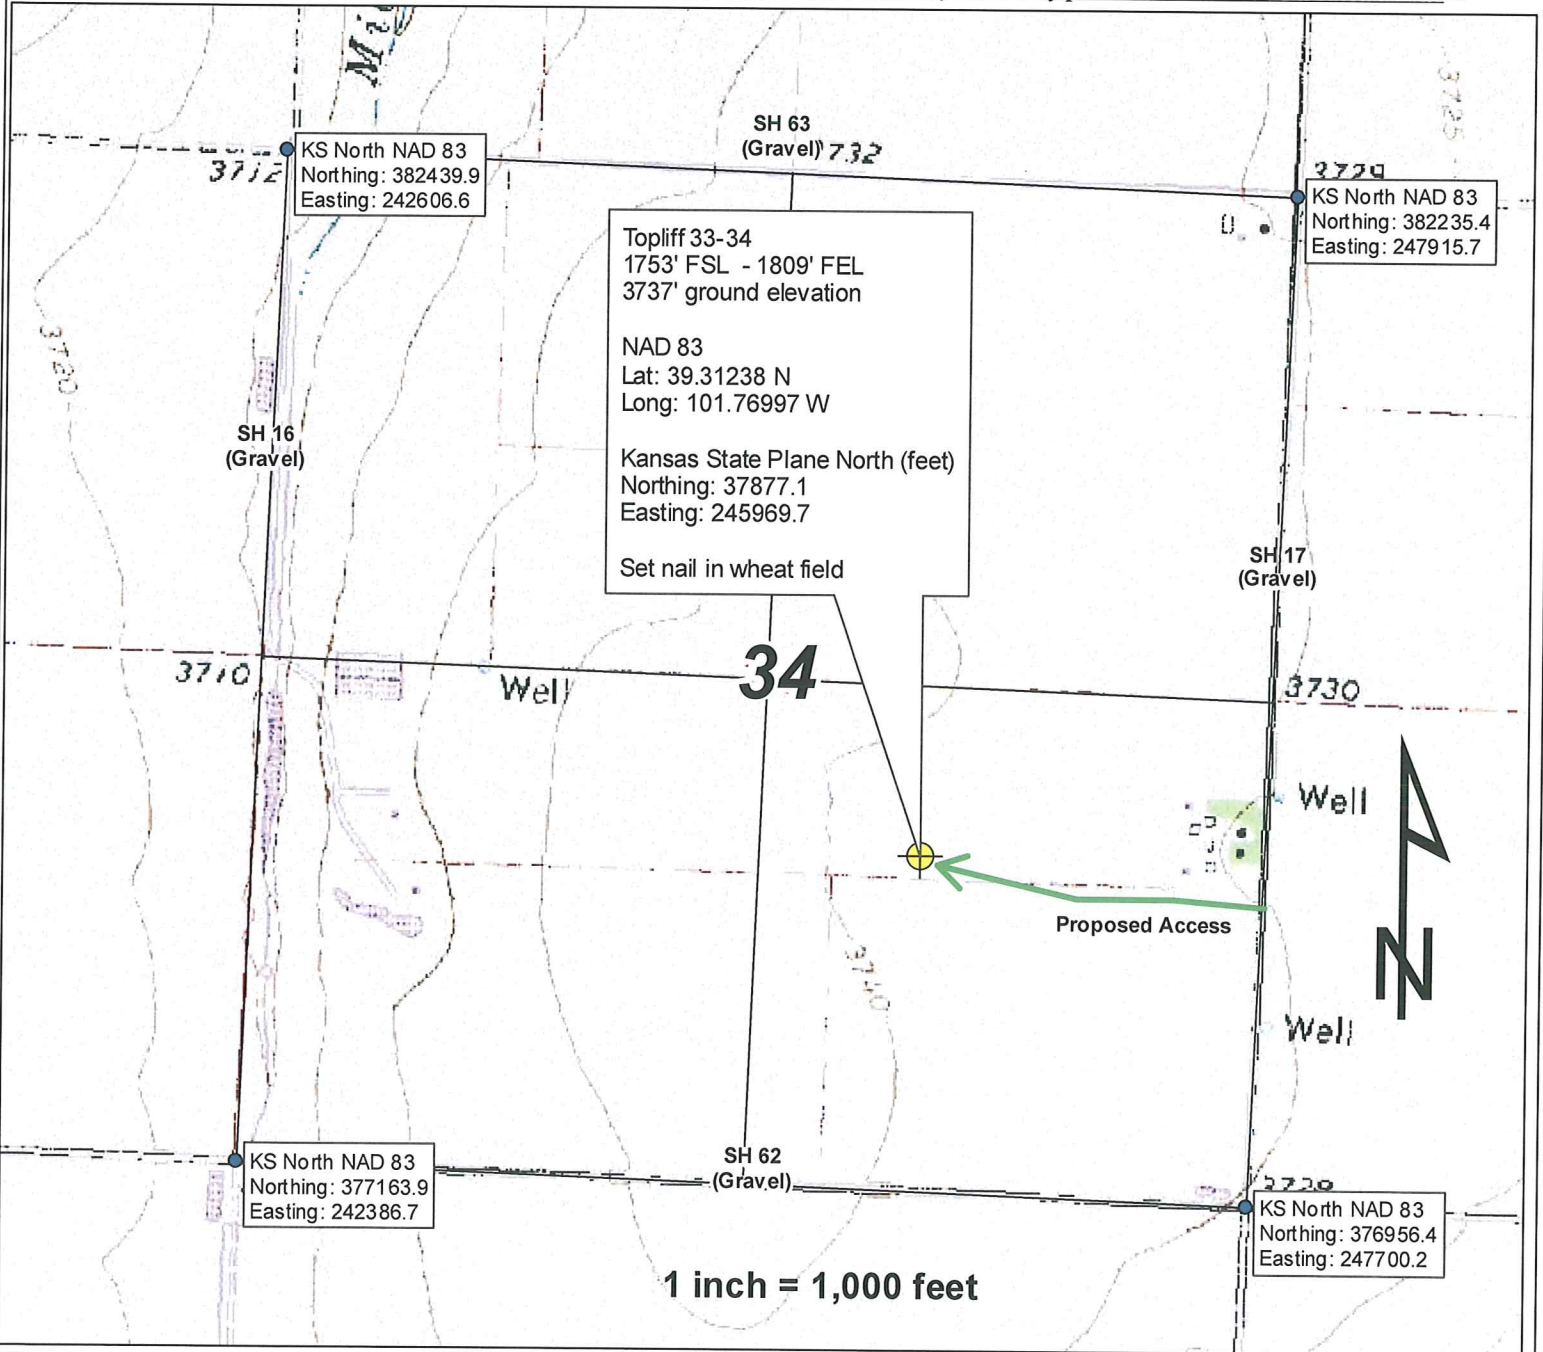 Mi
SH 63
(Gravel)
732
KS North NAD 83
Northing: 382439.9
Easting: 242606.6
3712
3729
KS North NAD 83
Northing: 382235.4
Easting: 247915.7
3725
Topliff 33-34
1753' FSL - 1809' FEL
3737' ground elevation
NAD 83
Lat: 39.31238 N
Long: 101.76997 W
Kansas State Plane North (feet)
Northing: 37877.1
Easting: 245969.7
Set nail in wheat field
3720
SH 16
(Gravel)
SH 17
(Gravel)
3710
Well
34
3730
Well
Proposed Access
3740
N
Well
SH 62
(Gravel)
KS North NAD 83
Northing: 377163.9
Easting: 242386.7
3729
KS North NAD 83
Northing: 376956.4
Easting: 247700.2
1 inch = 1,000 feet